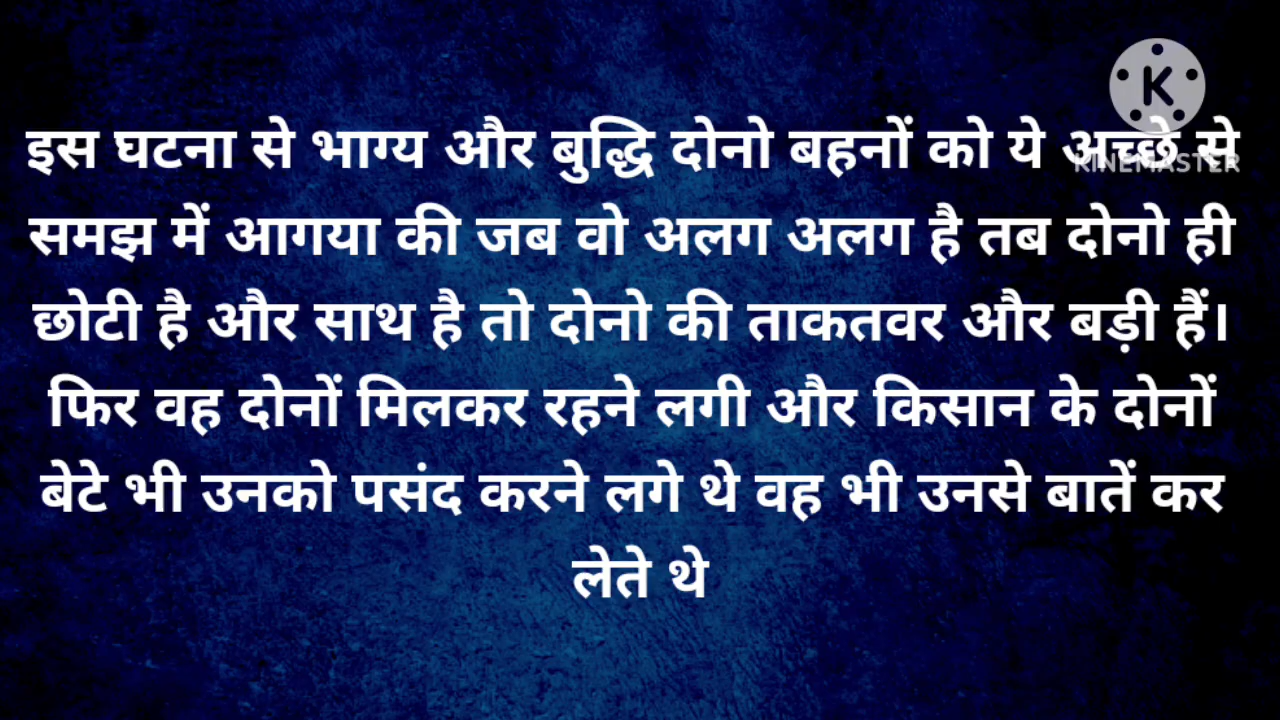 इस घटना से भाग्य और बुद्धि दोनो बहनों को ये अच्छे से
समझ में आगया की जब वो अलग अलग है तब दोनो ही
छोटी है और साथ है तो दोनो की ताकतवर और बड़ी हैं।
फिर वह दोनों मिलकर रहने लगी और किसान के दोनों
बेटे भी उनको पसंद करने लगे थे वह भी उनसे बातें कर
लेते थे
K
KINEMASTER